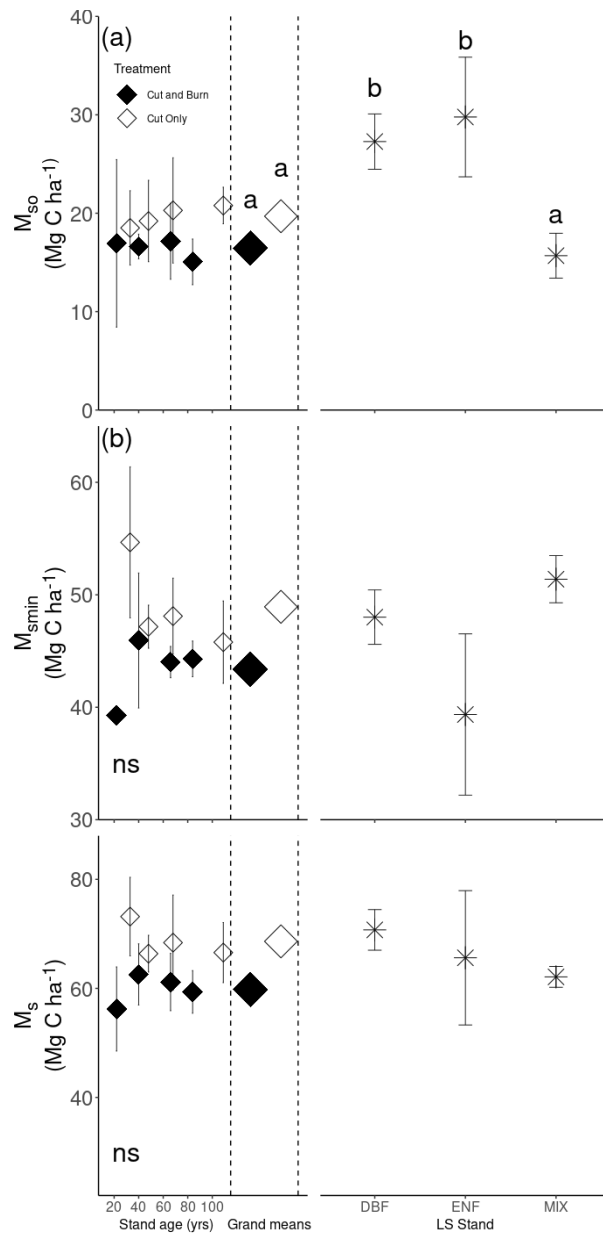 (a)
Treatment
Cut and Burn
Cut Only
40
30
20
10
0
M_so
(Mg C ha⁻¹)
a
a
b
b
a
(b)
60
50
40
30
M_smin
(Mg C ha⁻¹)
ns
80
60
40
M_s
(Mg C ha⁻¹)
ns
20 40 60 80 100
Stand age (yrs) Grand means
DBF ENF MIX
LS Stand